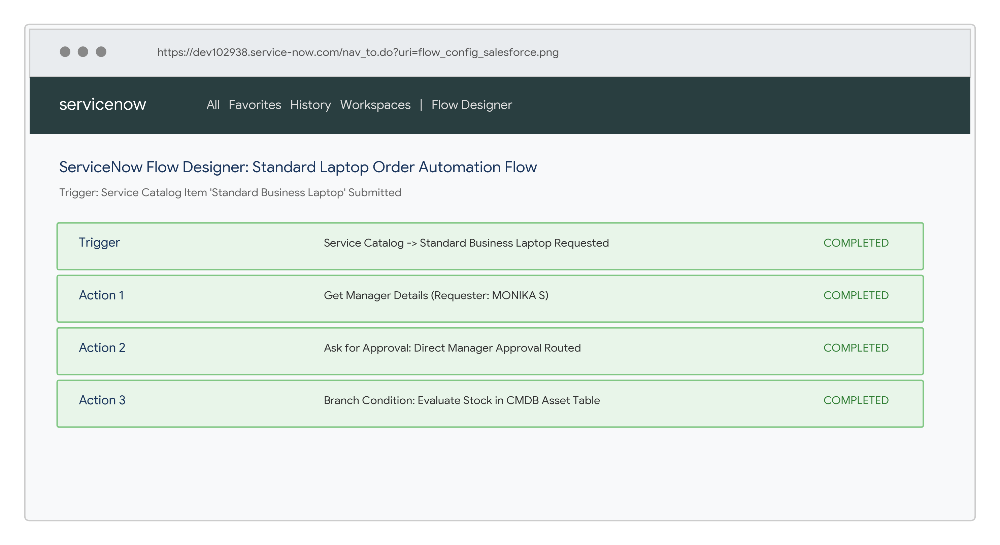 https://dev102938.service-now.com/nav_to.do?uri=flow_config_salesforce.png
servicenow All Favorites History Workspaces | Flow Designer
ServiceNow Flow Designer: Standard Laptop Order Automation Flow
Trigger: Service Catalog Item 'Standard Business Laptop' Submitted
Trigger Service Catalog -> Standard Business Laptop Requested COMPLETED
Action 1 Get Manager Details (Requester: MONIKA S) COMPLETED
Action 2 Ask for Approval: Direct Manager Approval Routed COMPLETED
Action 3 Branch Condition: Evaluate Stock in CMDB Asset Table COMPLETED